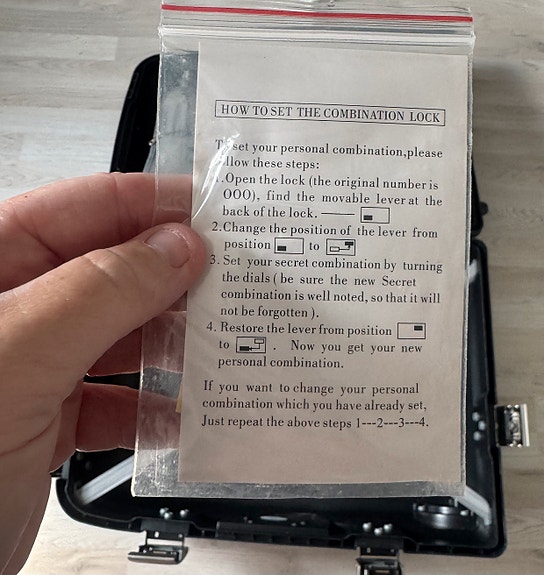 HOW TO SET THE COMBINATION LOCK
To set your personal combination,please
follow these steps:
1.Open the lock (the original number is
000), find the movable lever at the
back of the lock.
2.Change the position of the lever from
position to
3. Set your secret combination by turning
the dials ( be sure the new Secret
combination is well noted, so that it will
not be forgotten ).
4. Restore the lever from position
to . Now you get your new
personal combination.
If you want to change your personal
combination which you have already set,
Just repeat the above steps 1---2---3---4.